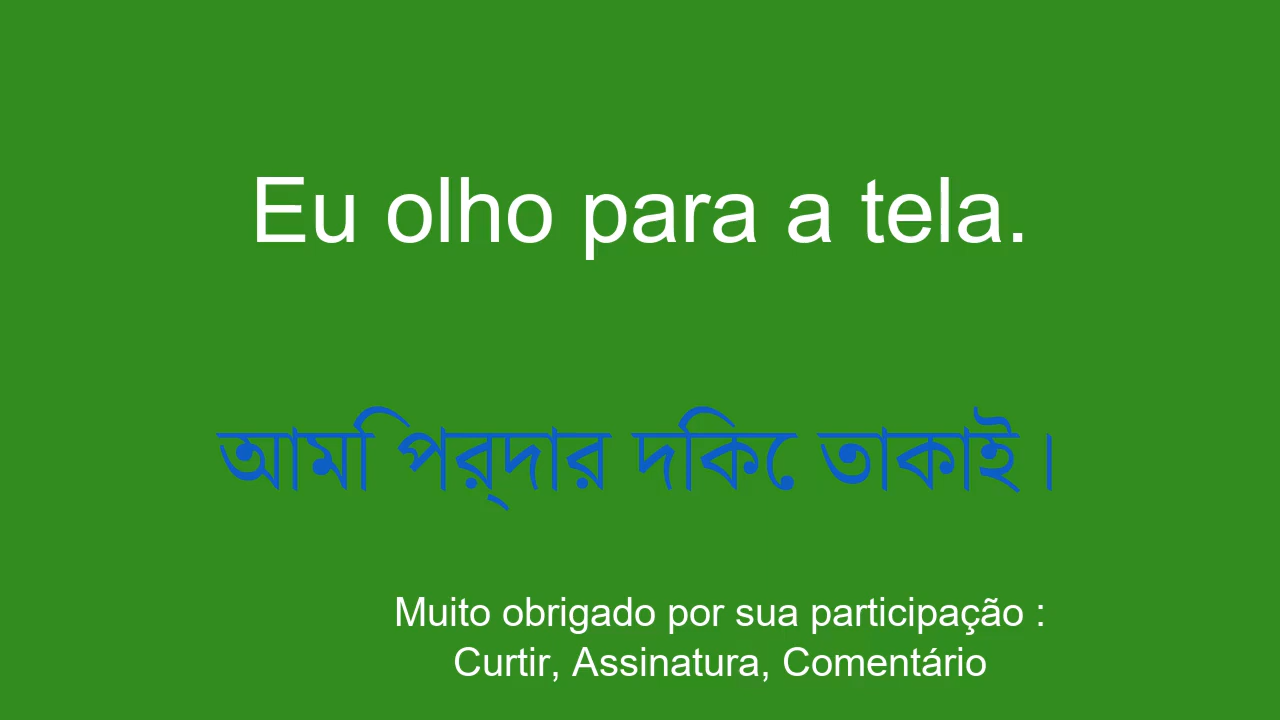 Eu olho para a tela.
আমি পর্দার দিকে তাকাই।
Muito obrigado por sua participação :
Curtir, Assinatura, Comentário